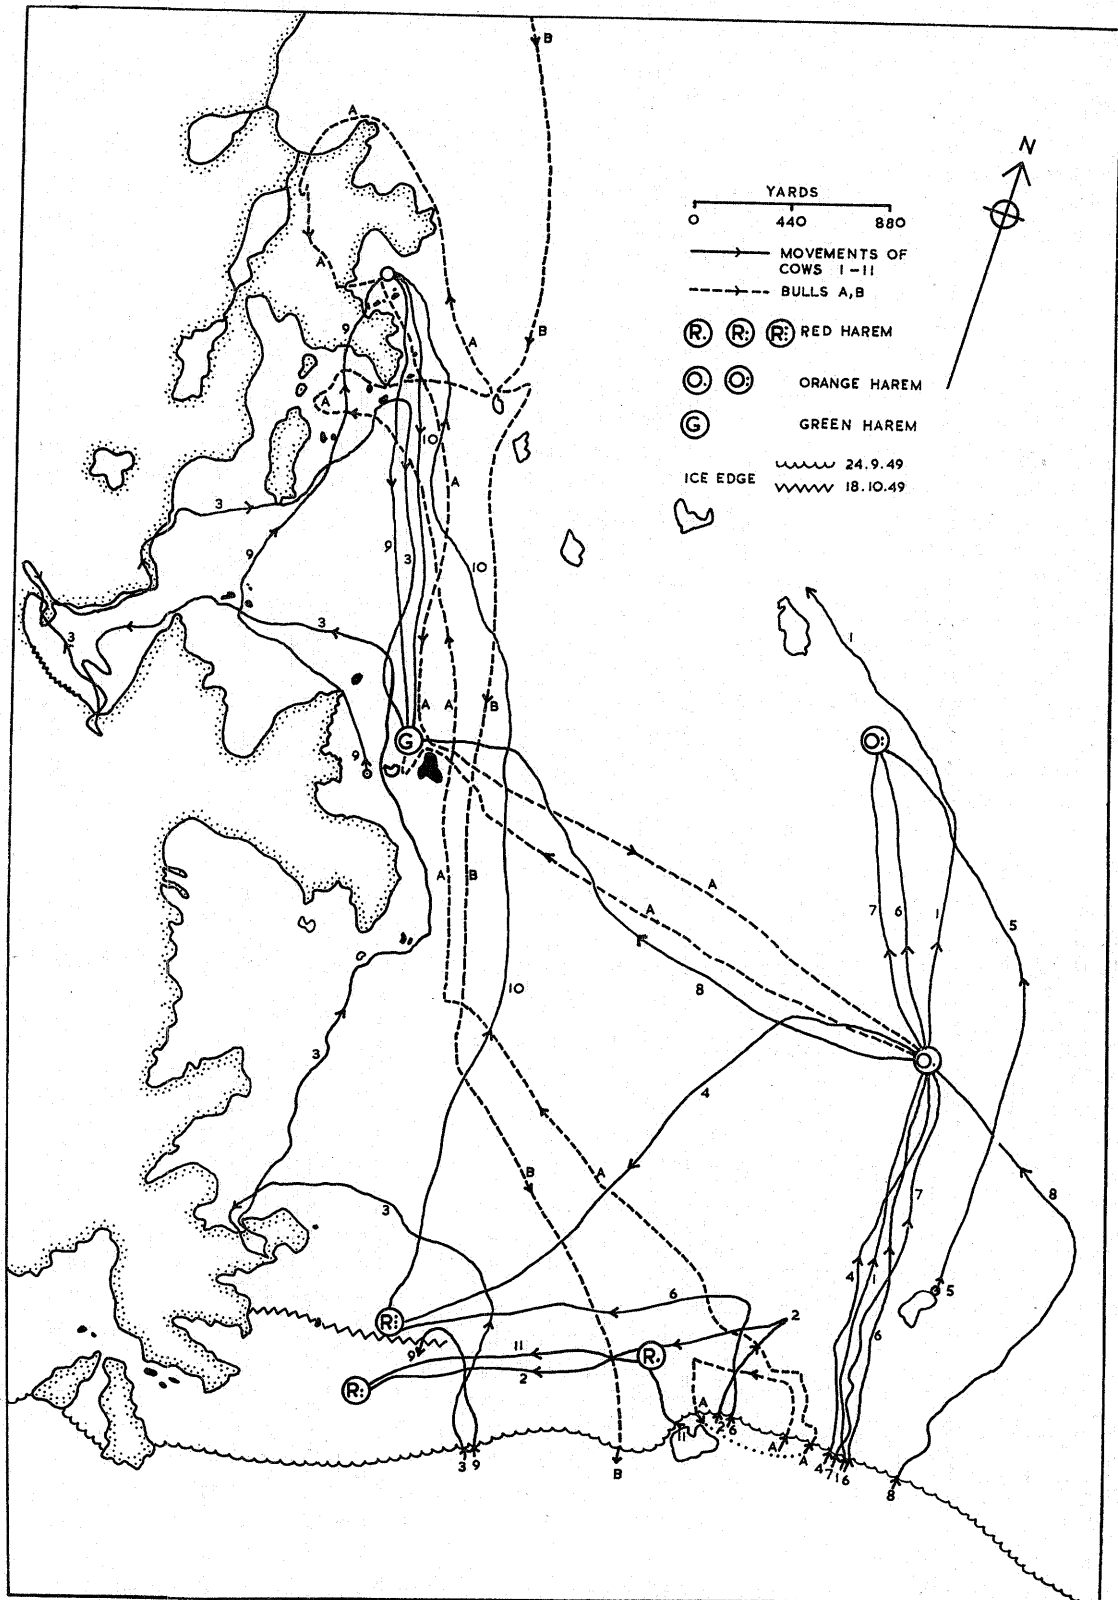 B
A
N
YARDS
0 440 880
MOVEMENTS OF
COWS 1-11
BULLS A,B
A
R. R: R⋮ RED HAREM
9
A
B
O. O: ORANGE HAREM
A
G GREEN HAREM
10
ICE EDGE 24.9.49
18.10.49
A
A
3
9
9
3
10
3
3
1
A
A
B
G
O:
9
A
B
A
7
6
1
A
5
8
10
3
O.
4
B
A
7
8
3
4
1
5
R⋮
6
2
6
9
11
R.
2
R:
A
11
2 6
A
A
3 9
B
4 7 1 6
8